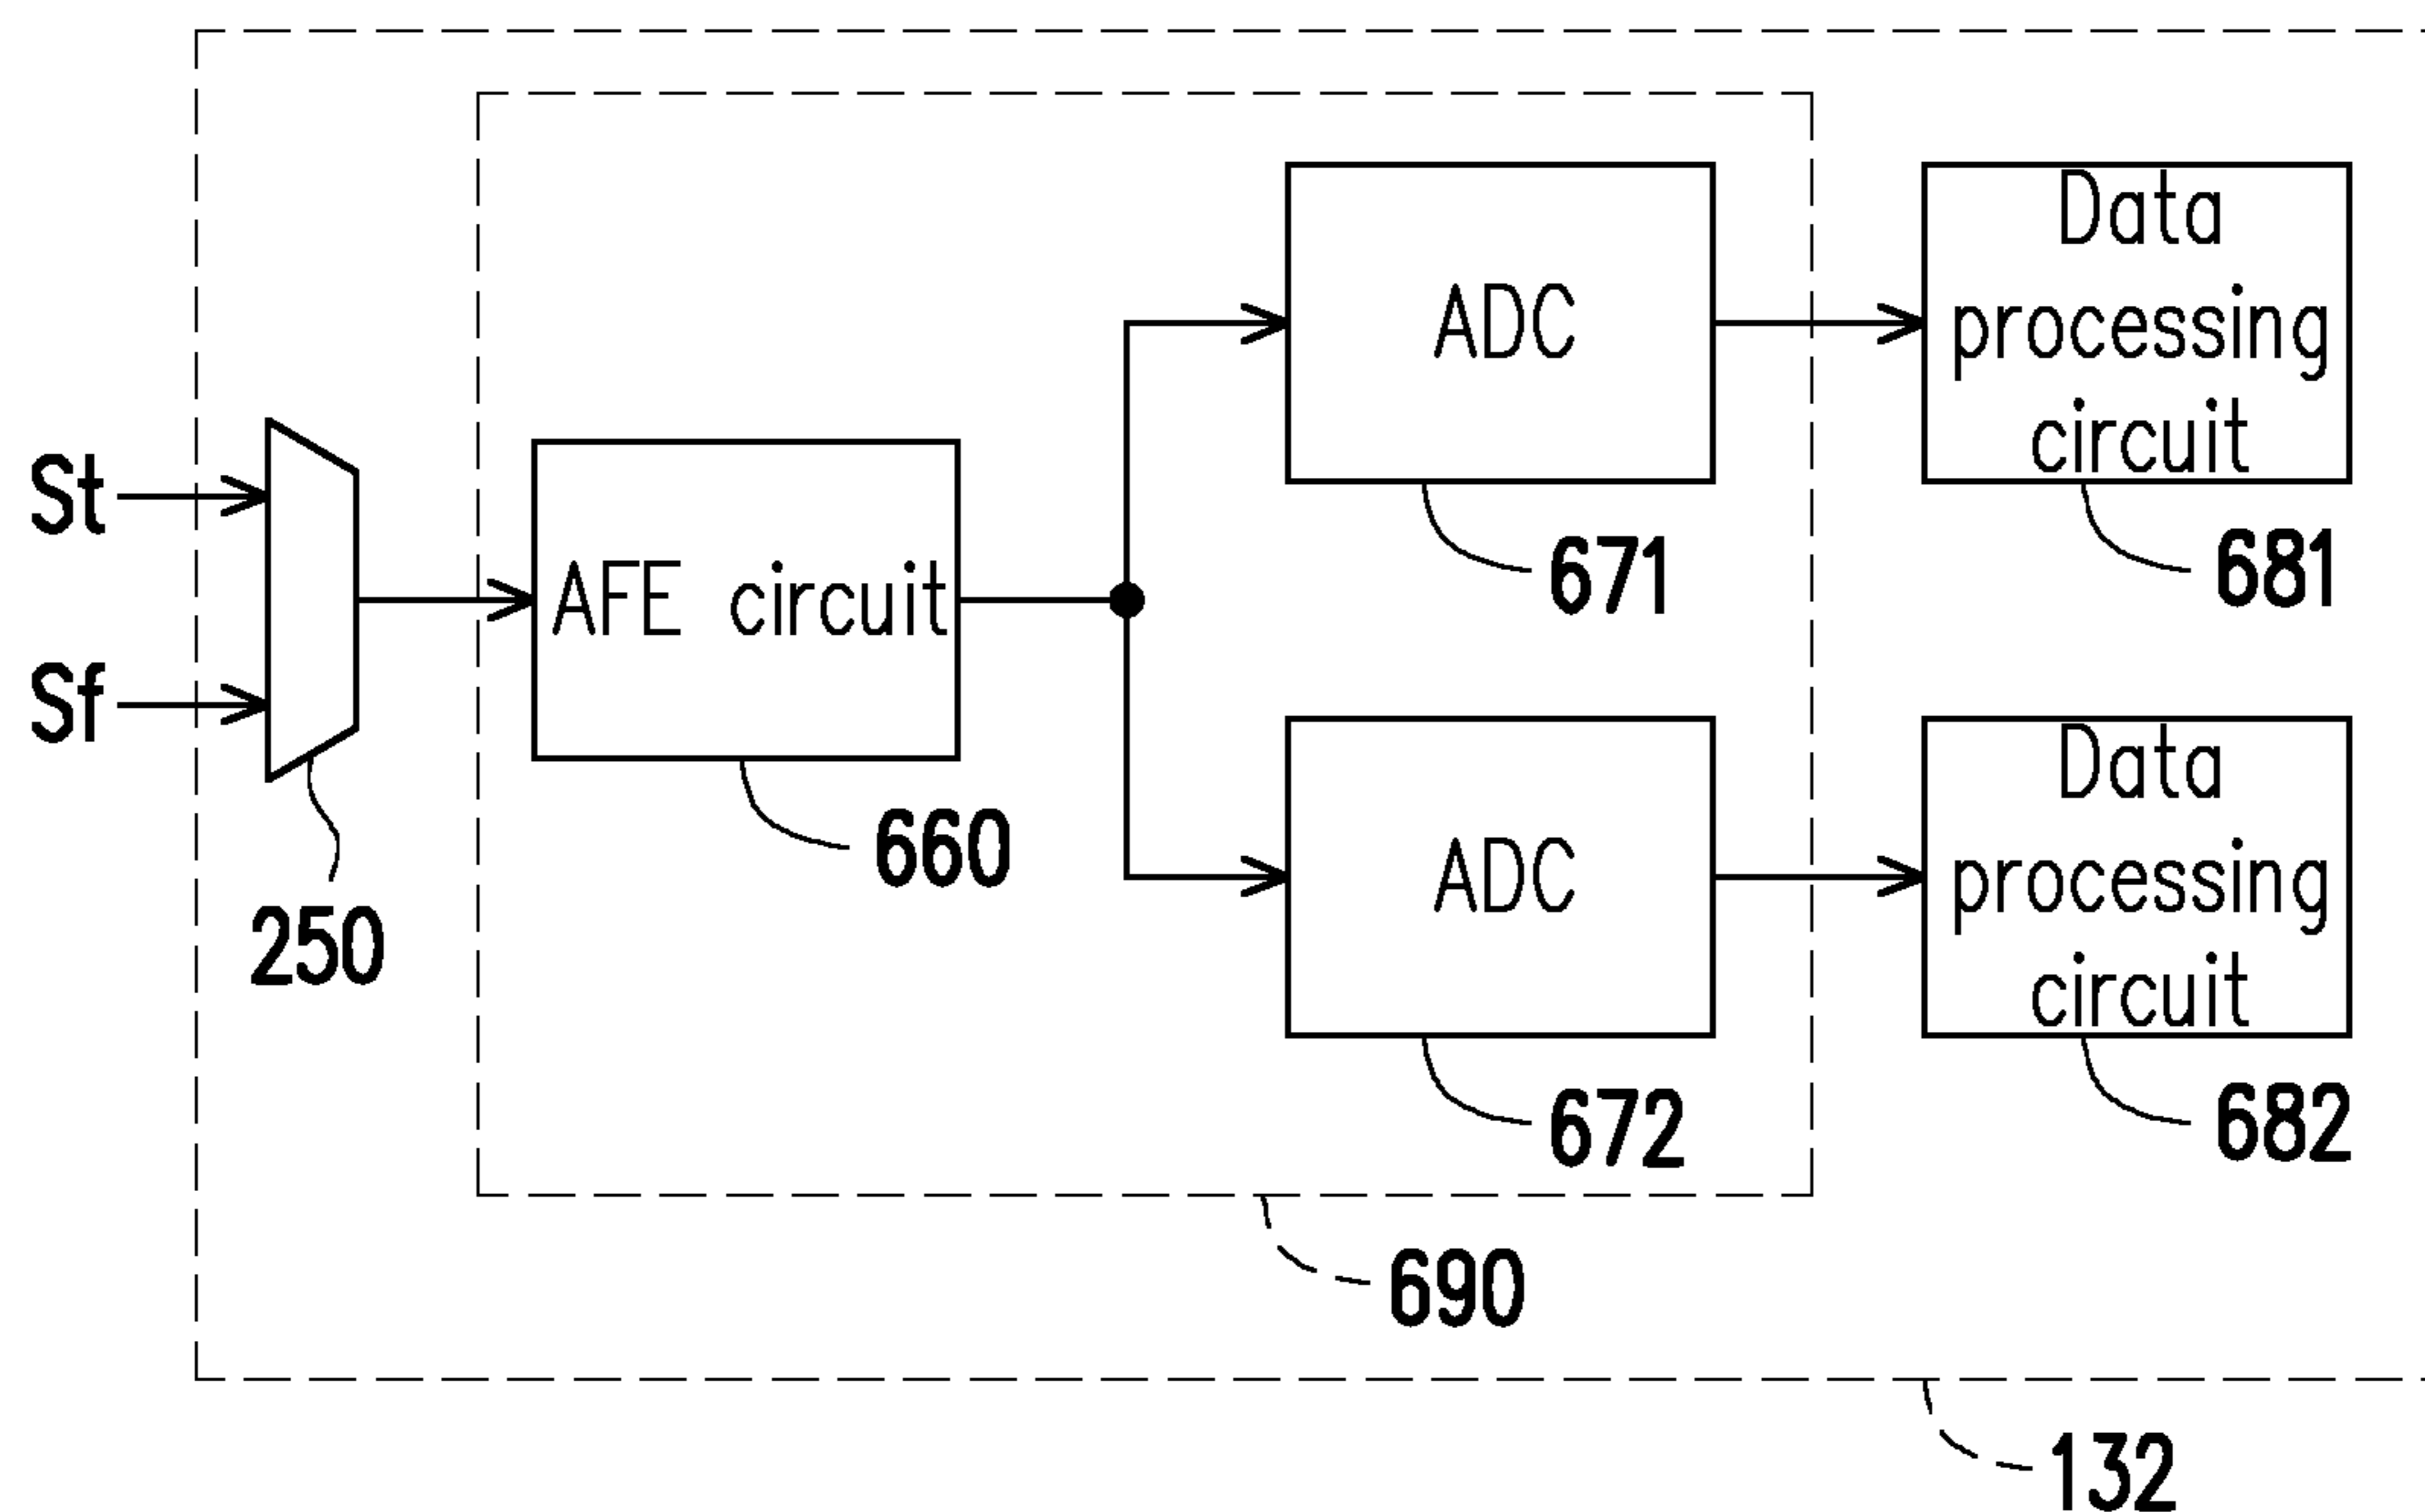 Data
processing
circuit
ADC
671
681
St
AFE circuit
Sf
660
250
Data
processing
circuit
ADC
672
682
690
132